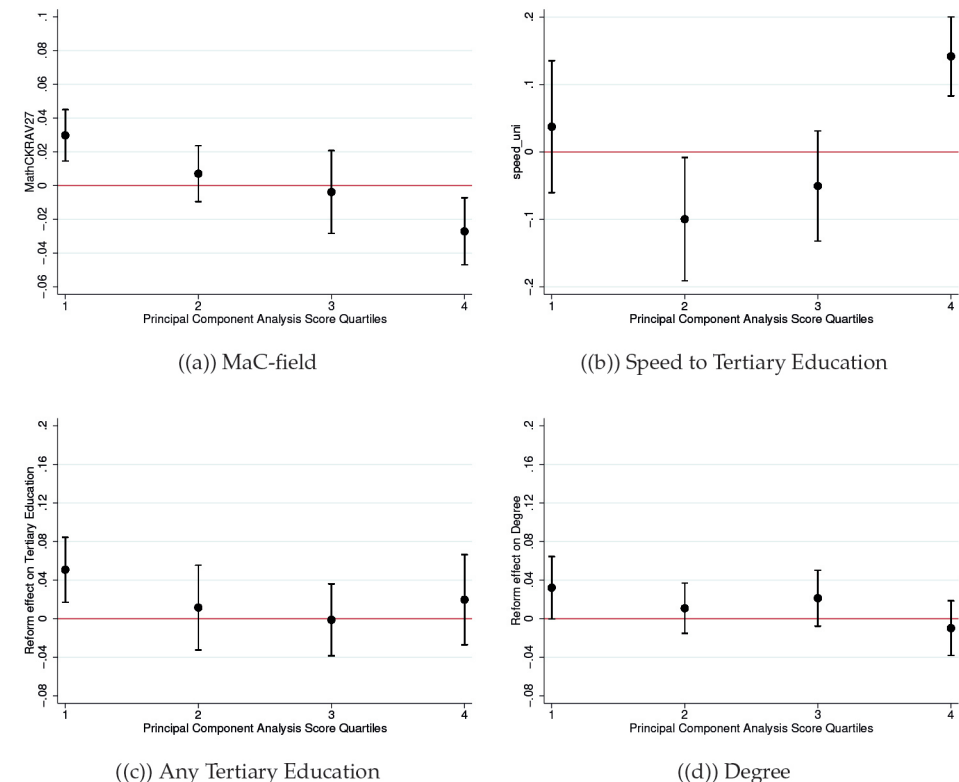 MathCKRAV27
.1
.08
.06
.04
.02
0
-.02
-.04
-.06
1 2 3 4
Principal Component Analysis Score Quartiles
((a)) MaC-field
speed_uni
.2
.1
0
-.1
-.2
1 2 3 4
Principal Component Analysis Score Quartiles
((b)) Speed to Tertiary Education
Reform effect on Tertiary Education
.2
.16
.12
.08
.04
0
-.04
-.08
1 2 3 4
Principal Component Analysis Score Quartiles
((c)) Any Tertiary Education
Reform effect on Degree
.2
.16
.12
.08
.04
0
-.04
-.08
1 2 3 4
Principal Component Analysis Score Quartiles
((d)) Degree